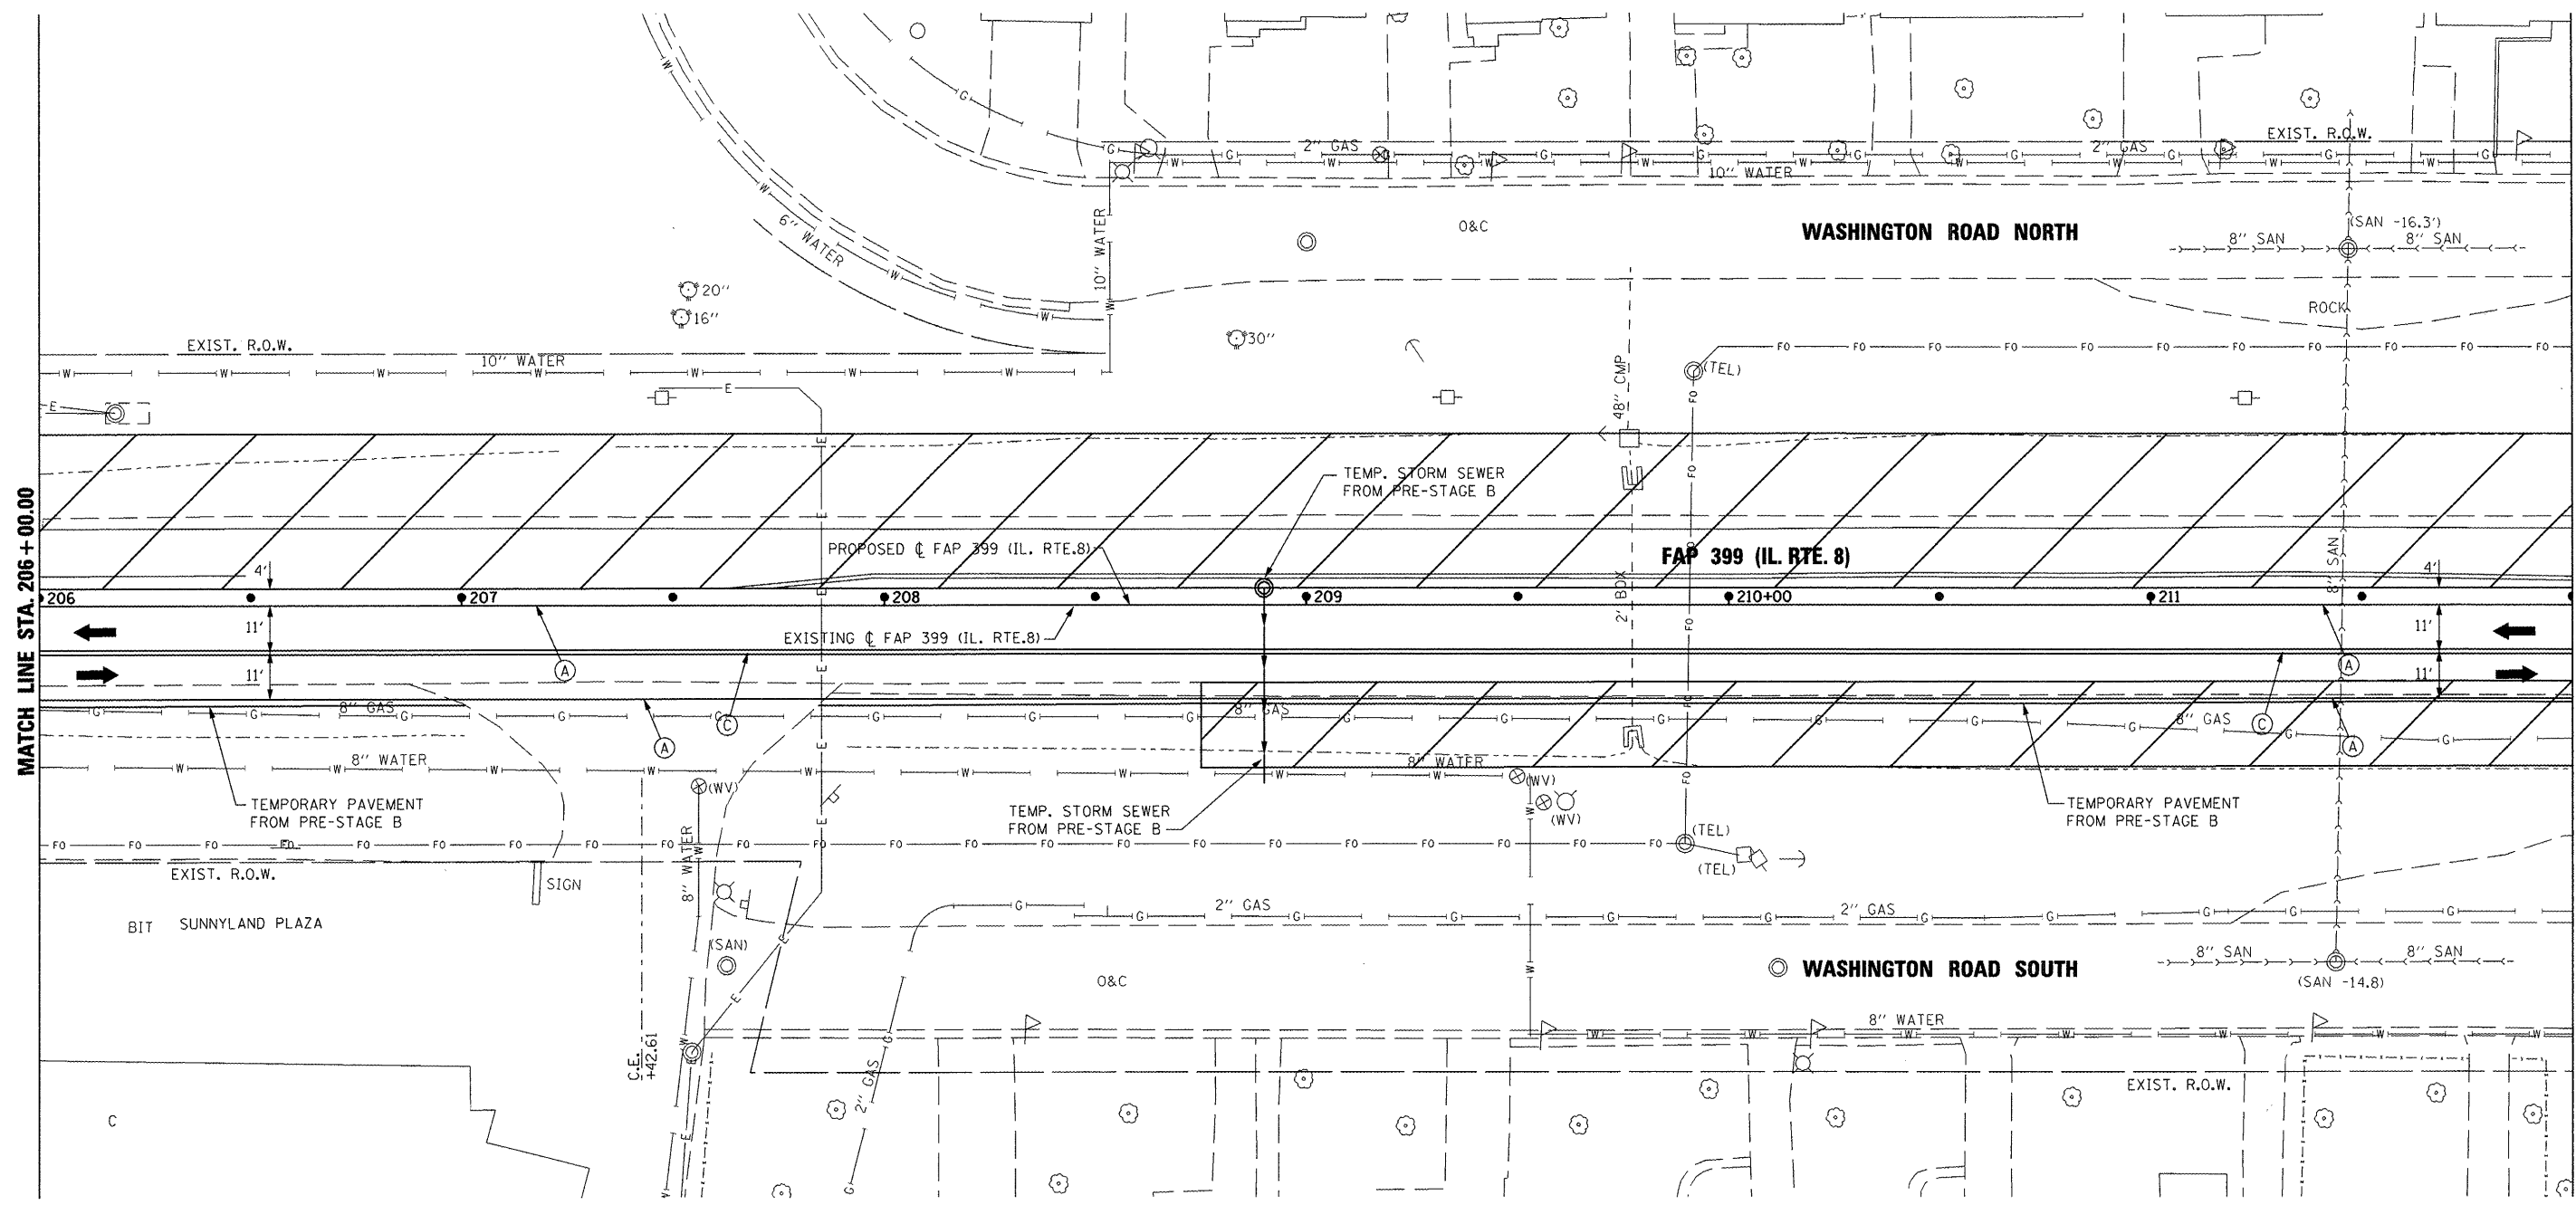 EXIST. R.O.W.
2'' GAS
2'' GAS
10'' WATER
6'' WATER
10'' WATER
O&C
WASHINGTON ROAD NORTH
(SAN -16.3')
8'' SAN
8'' SAN
20''
16''
30''
ROCK
EXIST. R.O.W.
10'' WATER
48'' CMP
(TEL)
TEMP. STORM SEWER
FROM PRE-STAGE B
PROPOSED ℄ FAP 399 (IL. RTE.8)
FAP 399 (IL. RTE. 8)
8'' SAN
2' BOX
4'
4'
206
207
208
209
210+00
211
MATCH LINE STA. 206+00.00
11'
11'
EXISTING ℄ FAP 399 (IL. RTE.8)
11'
11'
A
A
C
C
A
A
8'' GAS
8'' GAS
8'' GAS
8'' WATER
8'' WATER
(WV)
(WV)
(WV)
TEMPORARY PAVEMENT
FROM PRE-STAGE B
TEMP. STORM SEWER
FROM PRE-STAGE B
TEMPORARY PAVEMENT
FROM PRE-STAGE B
(TEL)
(TEL)
EXIST. R.O.W.
SIGN
8'' WATER
BIT SUNNYLAND PLAZA
(SAN)
2'' GAS
2'' GAS
O&C
WASHINGTON ROAD SOUTH
8'' SAN
8'' SAN
(SAN -14.8)
8'' WATER
C.E.
+42.61
2'' GAS
EXIST. R.O.W.
C